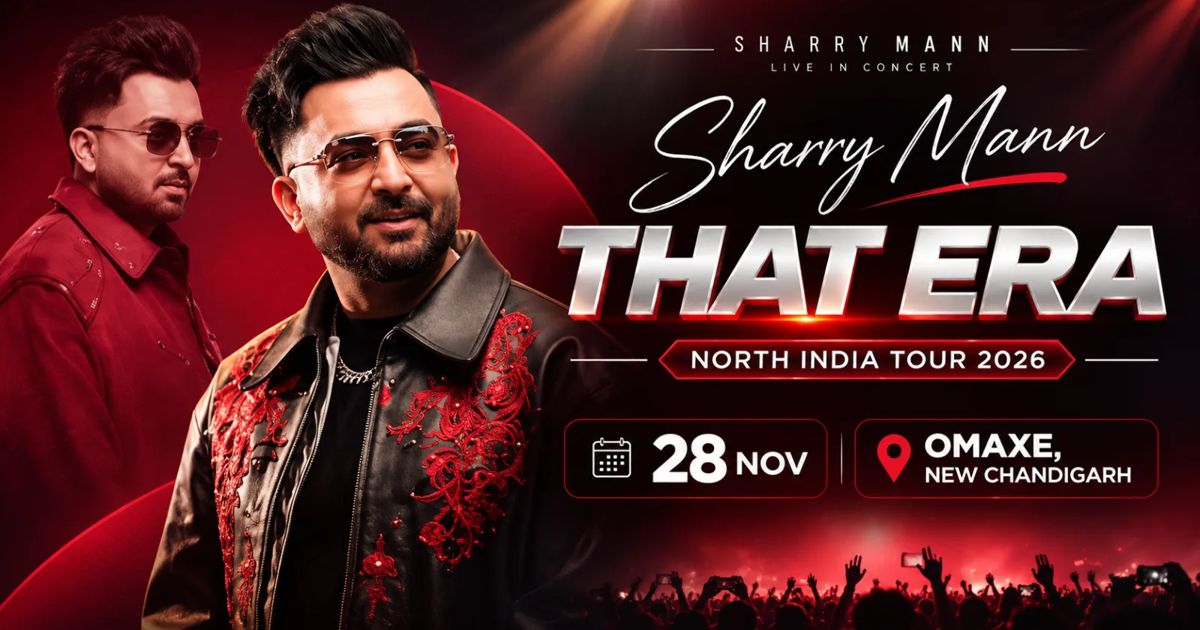 SHARRY MANN
LIVE IN CONCERT
Sharry Mann
THAT ERA
NORTH INDIA TOUR 2026
28 NOV
OMAXE,
NEW CHANDIGARH